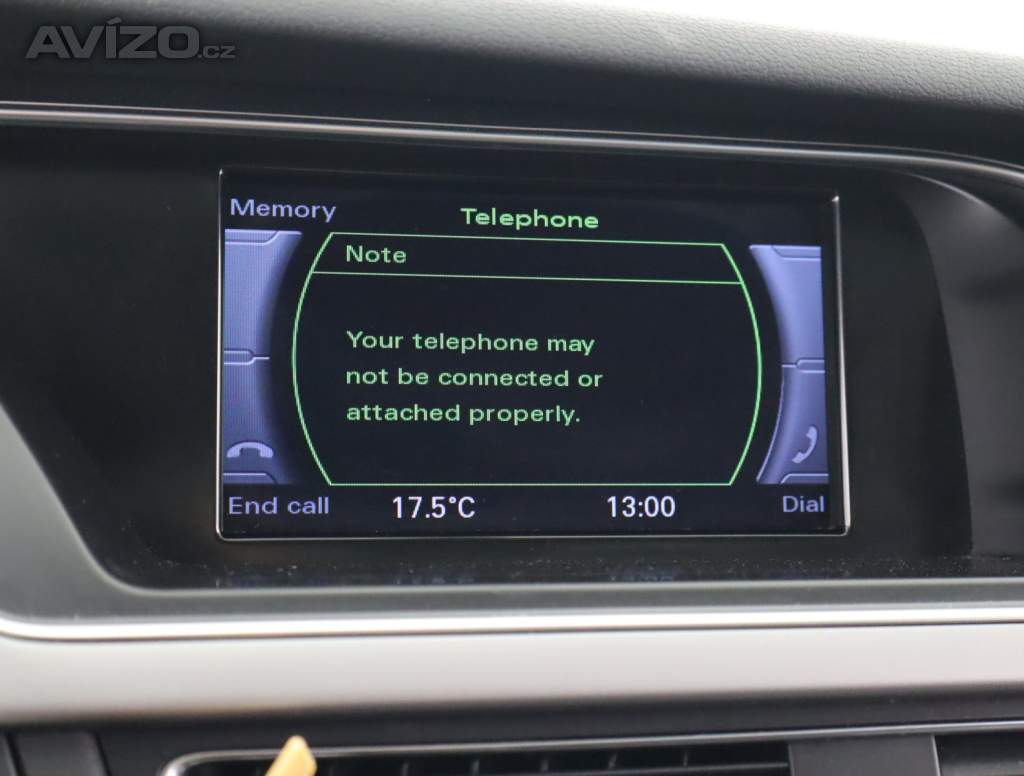 AVÍZO.cz
Memory
Telephone
Note
Your telephone may
not be connected or
attached properly.
End call
17.5°C
13:00
Dial